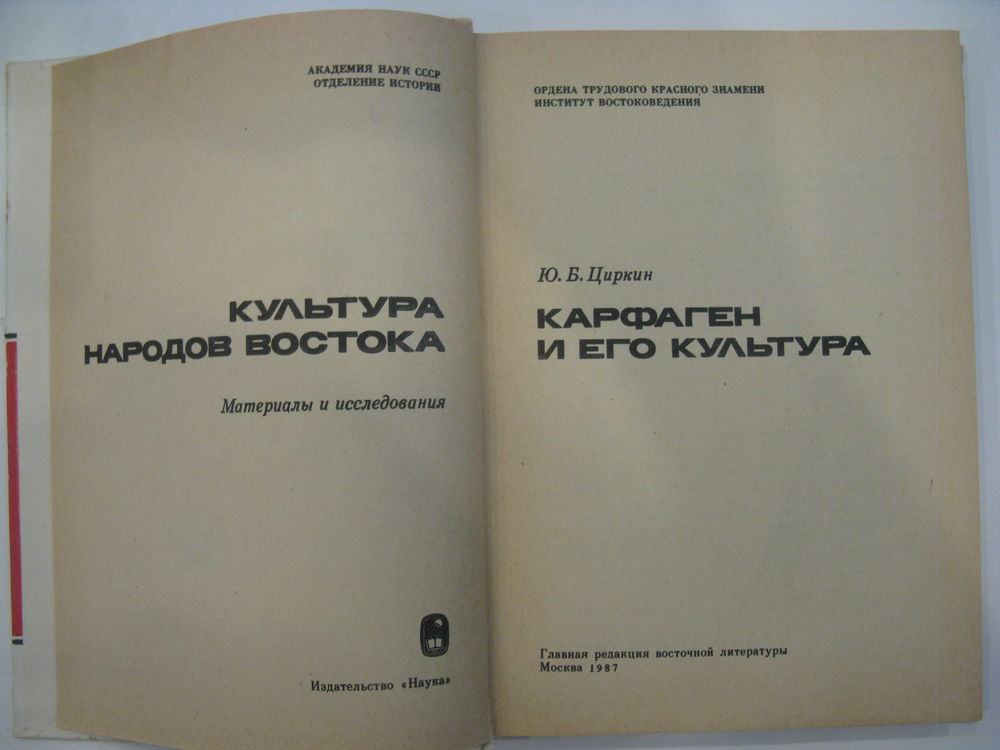 АКАДЕМИЯ НАУК СССР
ОТДЕЛЕНИЕ ИСТОРИИ
КУЛЬТУРА
НАРОДОВ ВОСТОКА
Материалы и исследования
Издательство «Наука»
ОРДЕНА ТРУДОВОГО КРАСНОГО ЗНАМЕНИ
ИНСТИТУТ ВОСТОКОВЕДЕНИЯ
Ю. Б. Циркин
КАРФАГЕН
И ЕГО КУЛЬТУРА
Главная редакция восточной литературы
Москва 1987